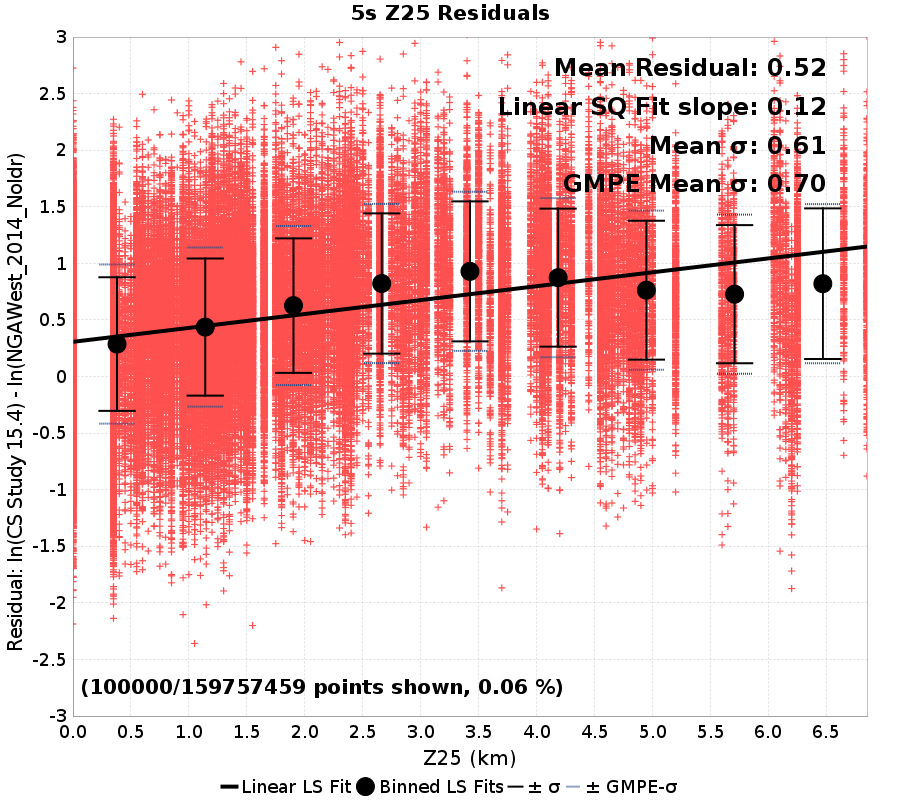 5s Z25 Residuals
Residual: ln(CS Study 15.4) - ln(NGAWest_2014_NoIdr)
3
2.5
2
1.5
1
0.5
0
-0.5
-1
-1.5
-2
-2.5
-3
Mean Residual: 0.52
Linear SQ Fit slope: 0.12
Mean σ: 0.61
GMPE Mean σ: 0.70
(100000/159757459 points shown, 0.06 %)
0.0 0.5 1.0 1.5 2.0 2.5 3.0 3.5 4.0 4.5 5.0 5.5 6.0 6.5
Z25 (km)
Linear LS Fit Binned LS Fits ± σ ± GMPE-σ